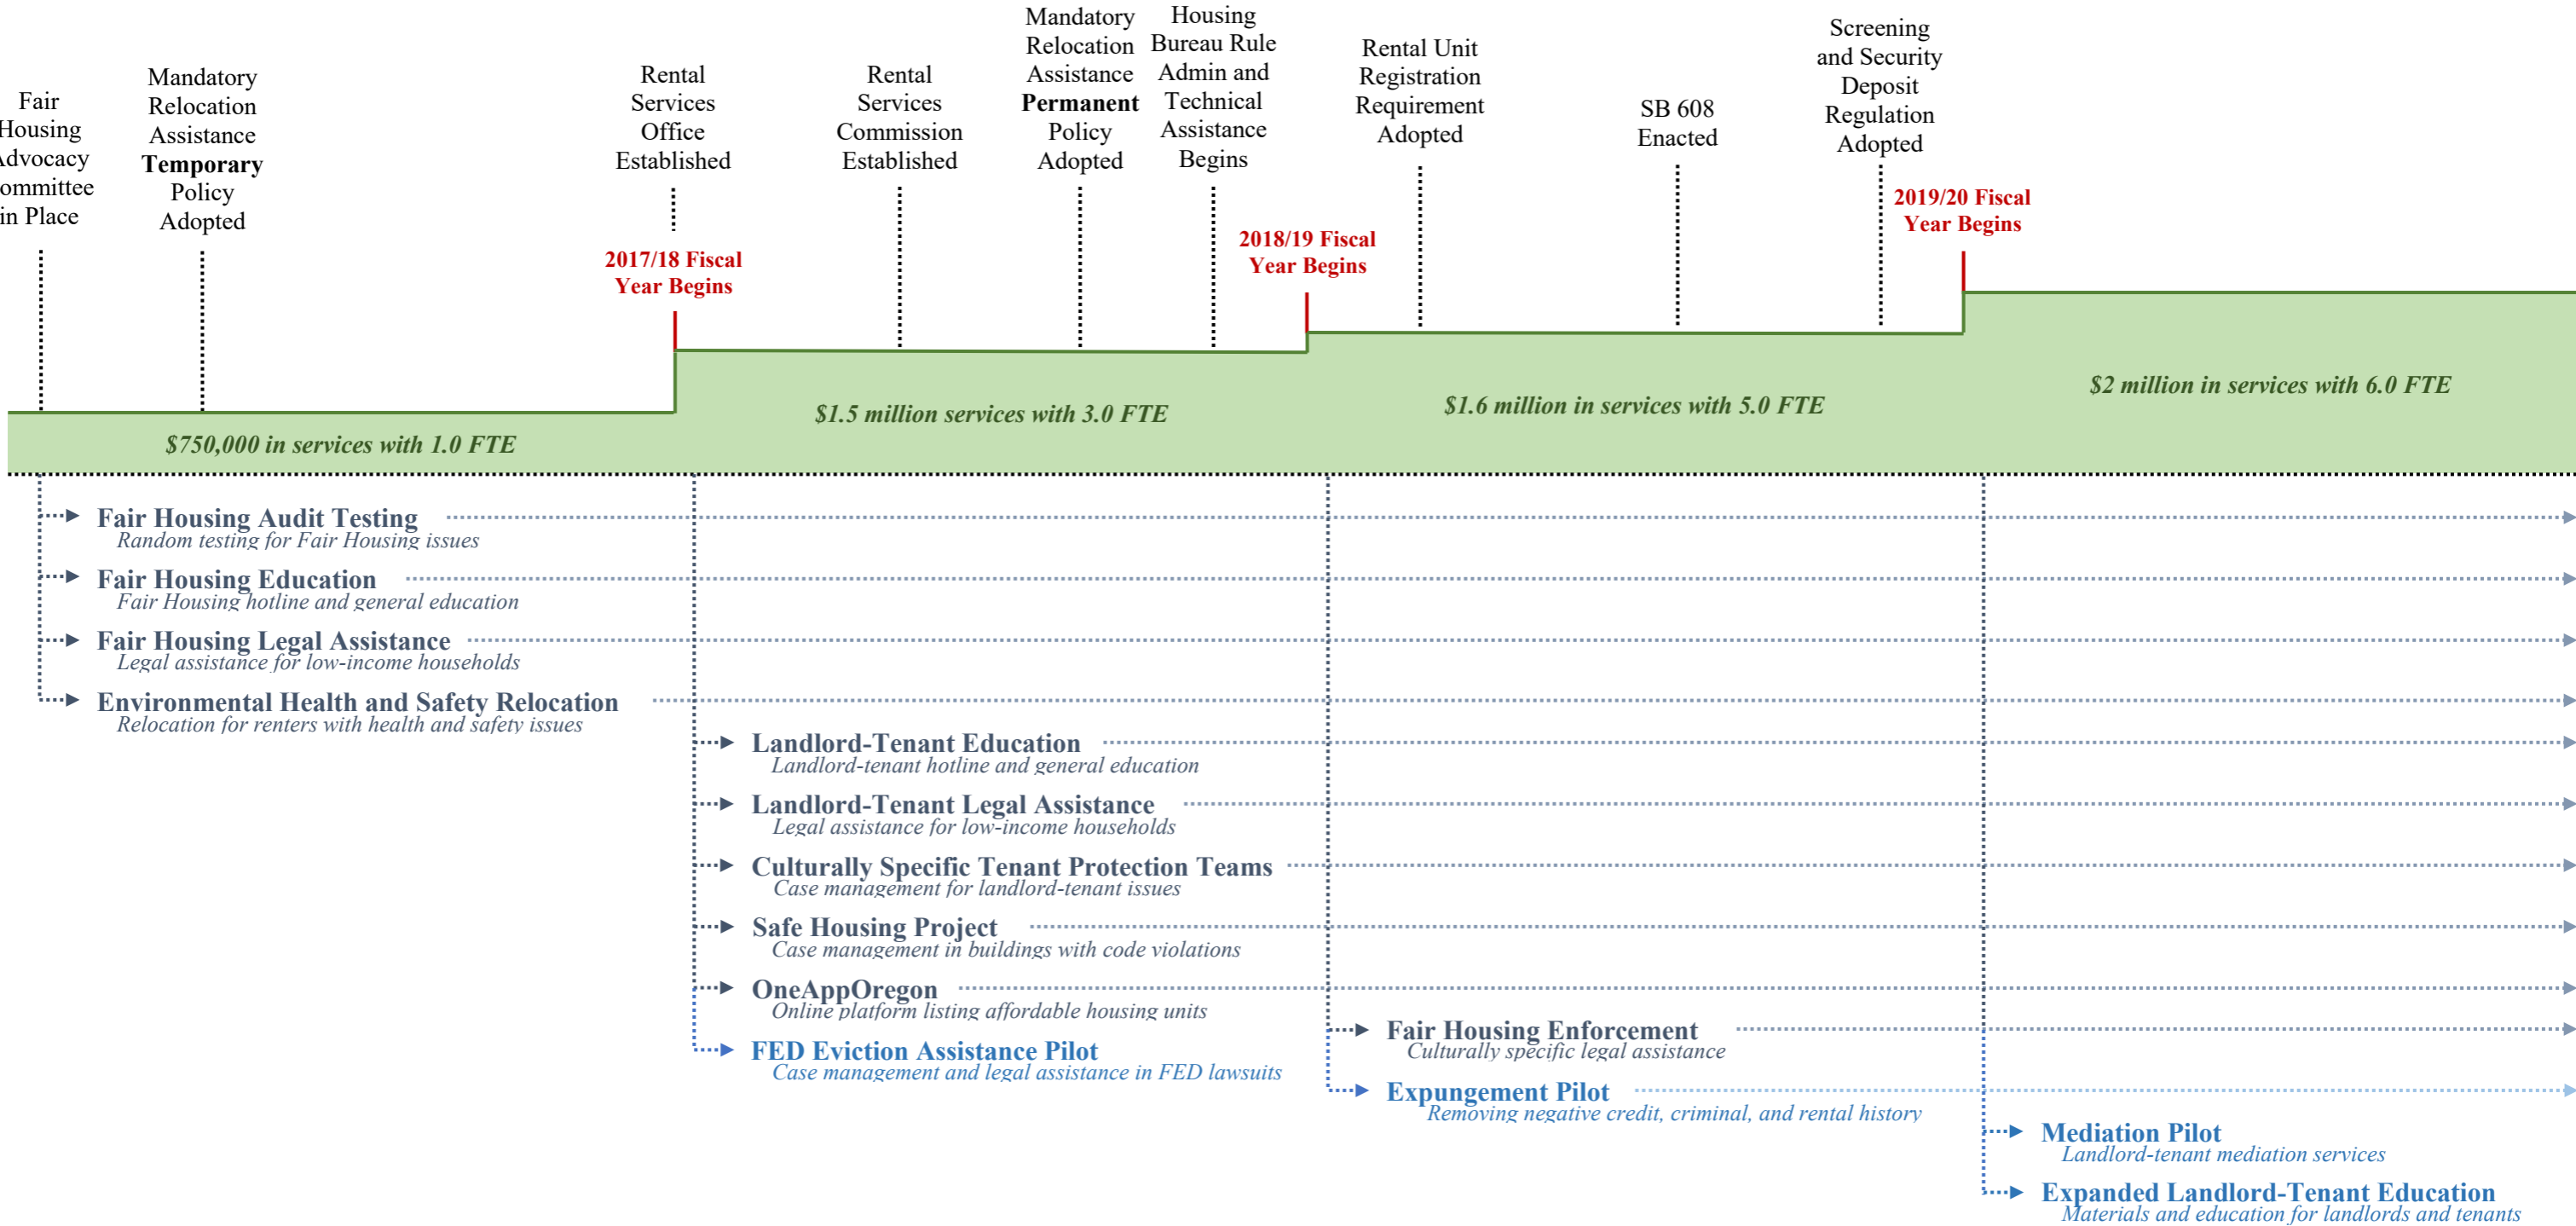 Fair
Housing
Advocacy
Committee
in Place
Mandatory
Relocation
Assistance
Temporary
Policy
Adopted
Rental
Services
Office
Established
Rental
Services
Commission
Established
Mandatory
Relocation
Assistance
Permanent
Policy
Adopted
Housing
Bureau Rule
Admin and
Technical
Assistance
Begins
Rental Unit
Registration
Requirement
Adopted
SB 608
Enacted
Screening
and Security
Deposit
Regulation
Adopted
2017/18 Fiscal
Year Begins
2018/19 Fiscal
Year Begins
2019/20 Fiscal
Year Begins
$750,000 in services with 1.0 FTE
$1.5 million services with 3.0 FTE
$1.6 million in services with 5.0 FTE
$2 million in services with 6.0 FTE
Fair Housing Audit Testing
Random testing for Fair Housing issues
Fair Housing Education
Fair Housing hotline and general education
Fair Housing Legal Assistance
Legal assistance for low-income households
Environmental Health and Safety Relocation
Relocation for renters with health and safety issues
Landlord-Tenant Education
Landlord-tenant hotline and general education
Landlord-Tenant Legal Assistance
Legal assistance for low-income households
Culturally Specific Tenant Protection Teams
Case management for landlord-tenant issues
Safe Housing Project
Case management in buildings with code violations
OneAppOregon
Online platform listing affordable housing units
FED Eviction Assistance Pilot
Case management and legal assistance in FED lawsuits
Fair Housing Enforcement
Culturally specific legal assistance
Expungement Pilot
Removing negative credit, criminal, and rental history
Mediation Pilot
Landlord-tenant mediation services
Expanded Landlord-Tenant Education
Materials and education for landlords and tenants